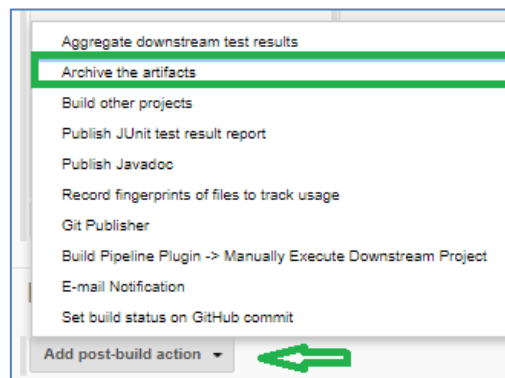 Aggregate downstream test results
Archive the artifacts
Build other projects
Publish JUnit test result report
Publish Javadoc
Record fingerprints of files to track usage
Git Publisher
Build Pipeline Plugin -> Manually Execute Downstream Project
E-mail Notification
Set build status on GitHub commit
Add post-build action